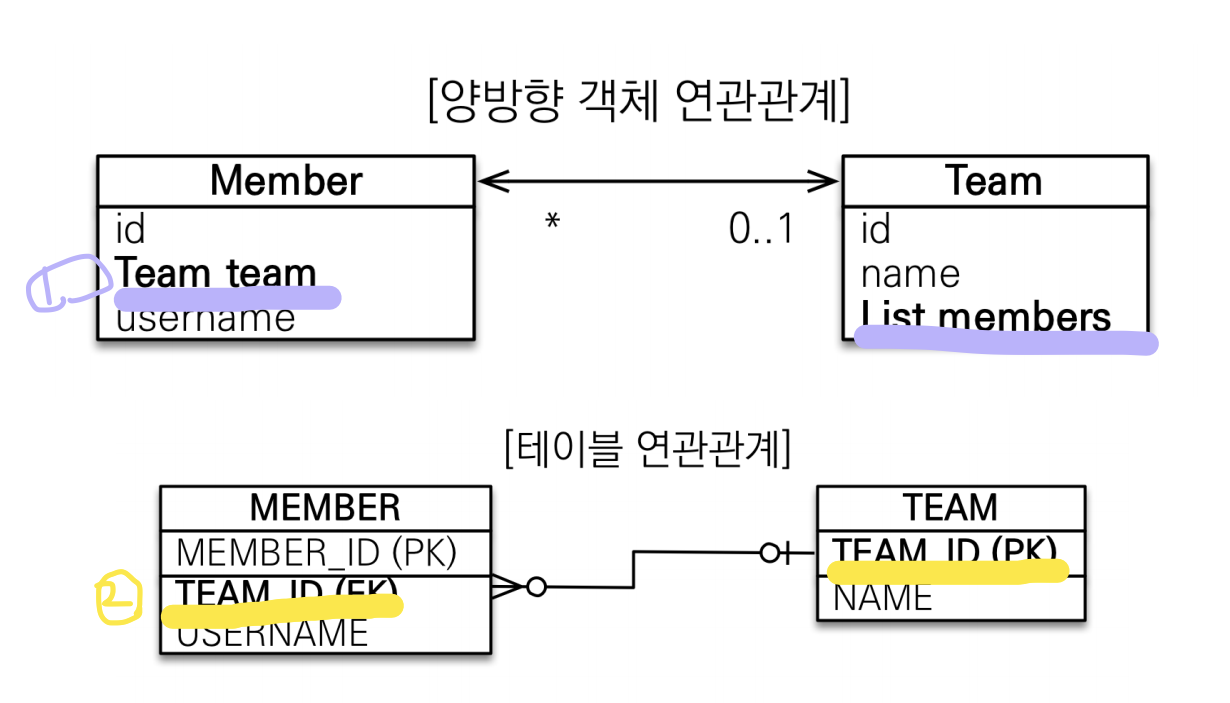 [양방향 객체 연관관계]
Member
id
Team team
username
*
0..1
Team
id
name
List members
1
[테이블 연관관계]
MEMBER
MEMBER_ID (PK)
TEAM_ID (FK)
USERNAME
TEAM
TEAM_ID (PK)
NAME
2